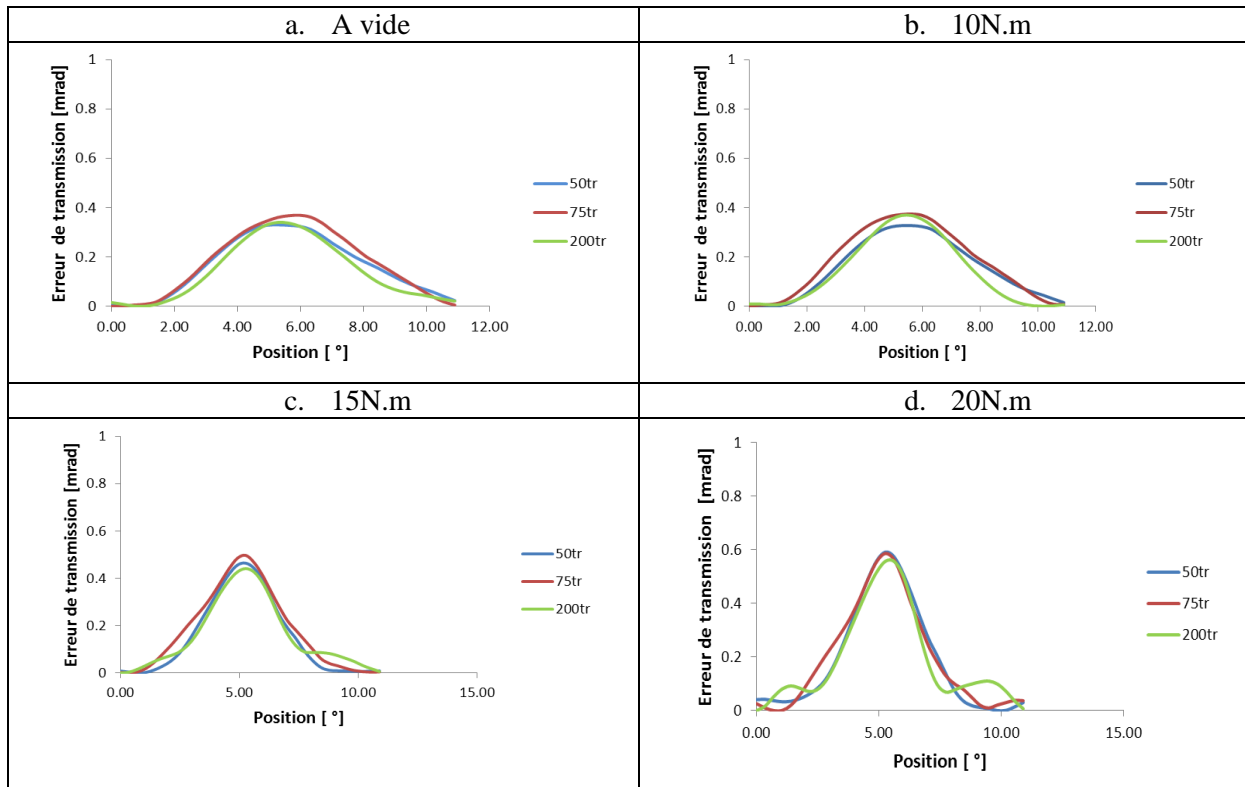 a. A vide
Erreur de transmission [mrad]
1
0.8
0.6
0.4
0.2
0
0.00 2.00 4.00 6.00 8.00 10.00 12.00
Position [ °]
50tr
75tr
200tr
b. 10N.m
Erreur de transmission [mrad]
1
0.8
0.6
0.4
0.2
0
0.00 2.00 4.00 6.00 8.00 10.00 12.00
Position [ °]
50tr
75tr
200tr
c. 15N.m
Erreur de transmission [mrad]
1
0.8
0.6
0.4
0.2
0
0.00 5.00 10.00 15.00
Position [ °]
50tr
75tr
200tr
d. 20N.m
Erreur de transmission [mrad]
1
0.8
0.6
0.4
0.2
0
0.00 5.00 10.00 15.00
Position [ °]
50tr
75tr
200tr